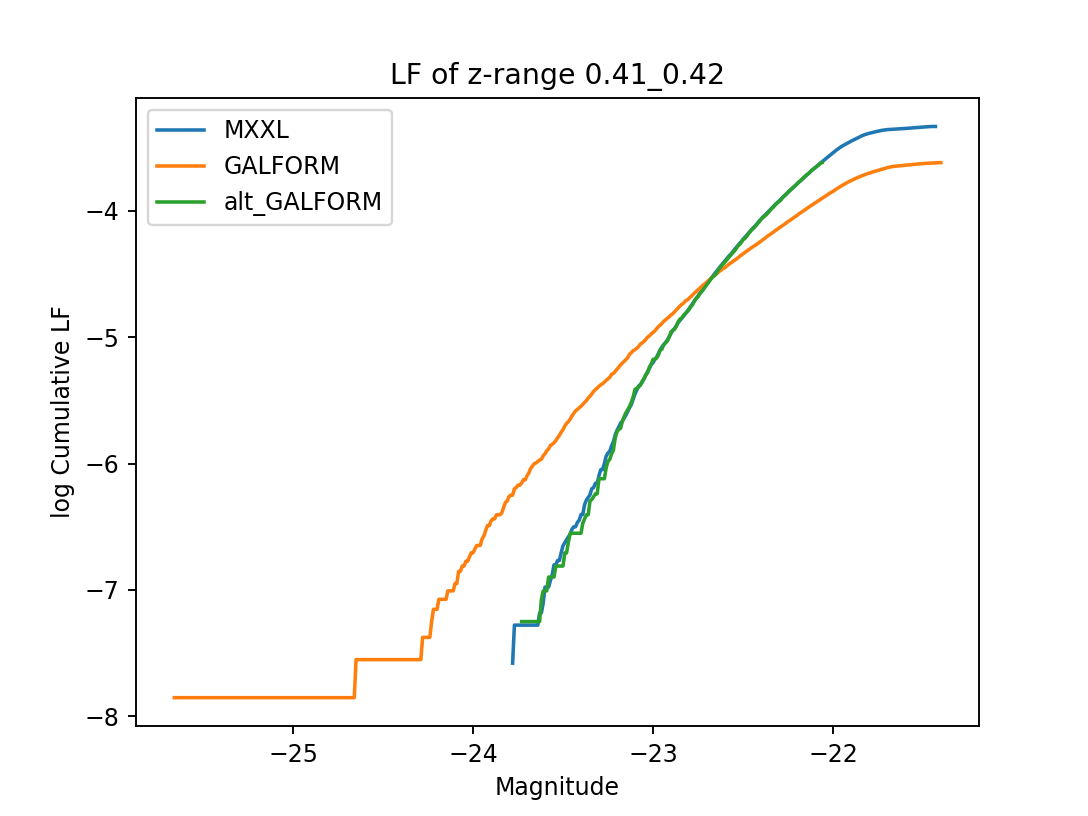 LF of z-range 0.41_0.42
MXXL
GALFORM
alt_GALFORM
log Cumulative LF
−4
−5
−6
−7
−8
−25
−24
−23
−22
Magnitude